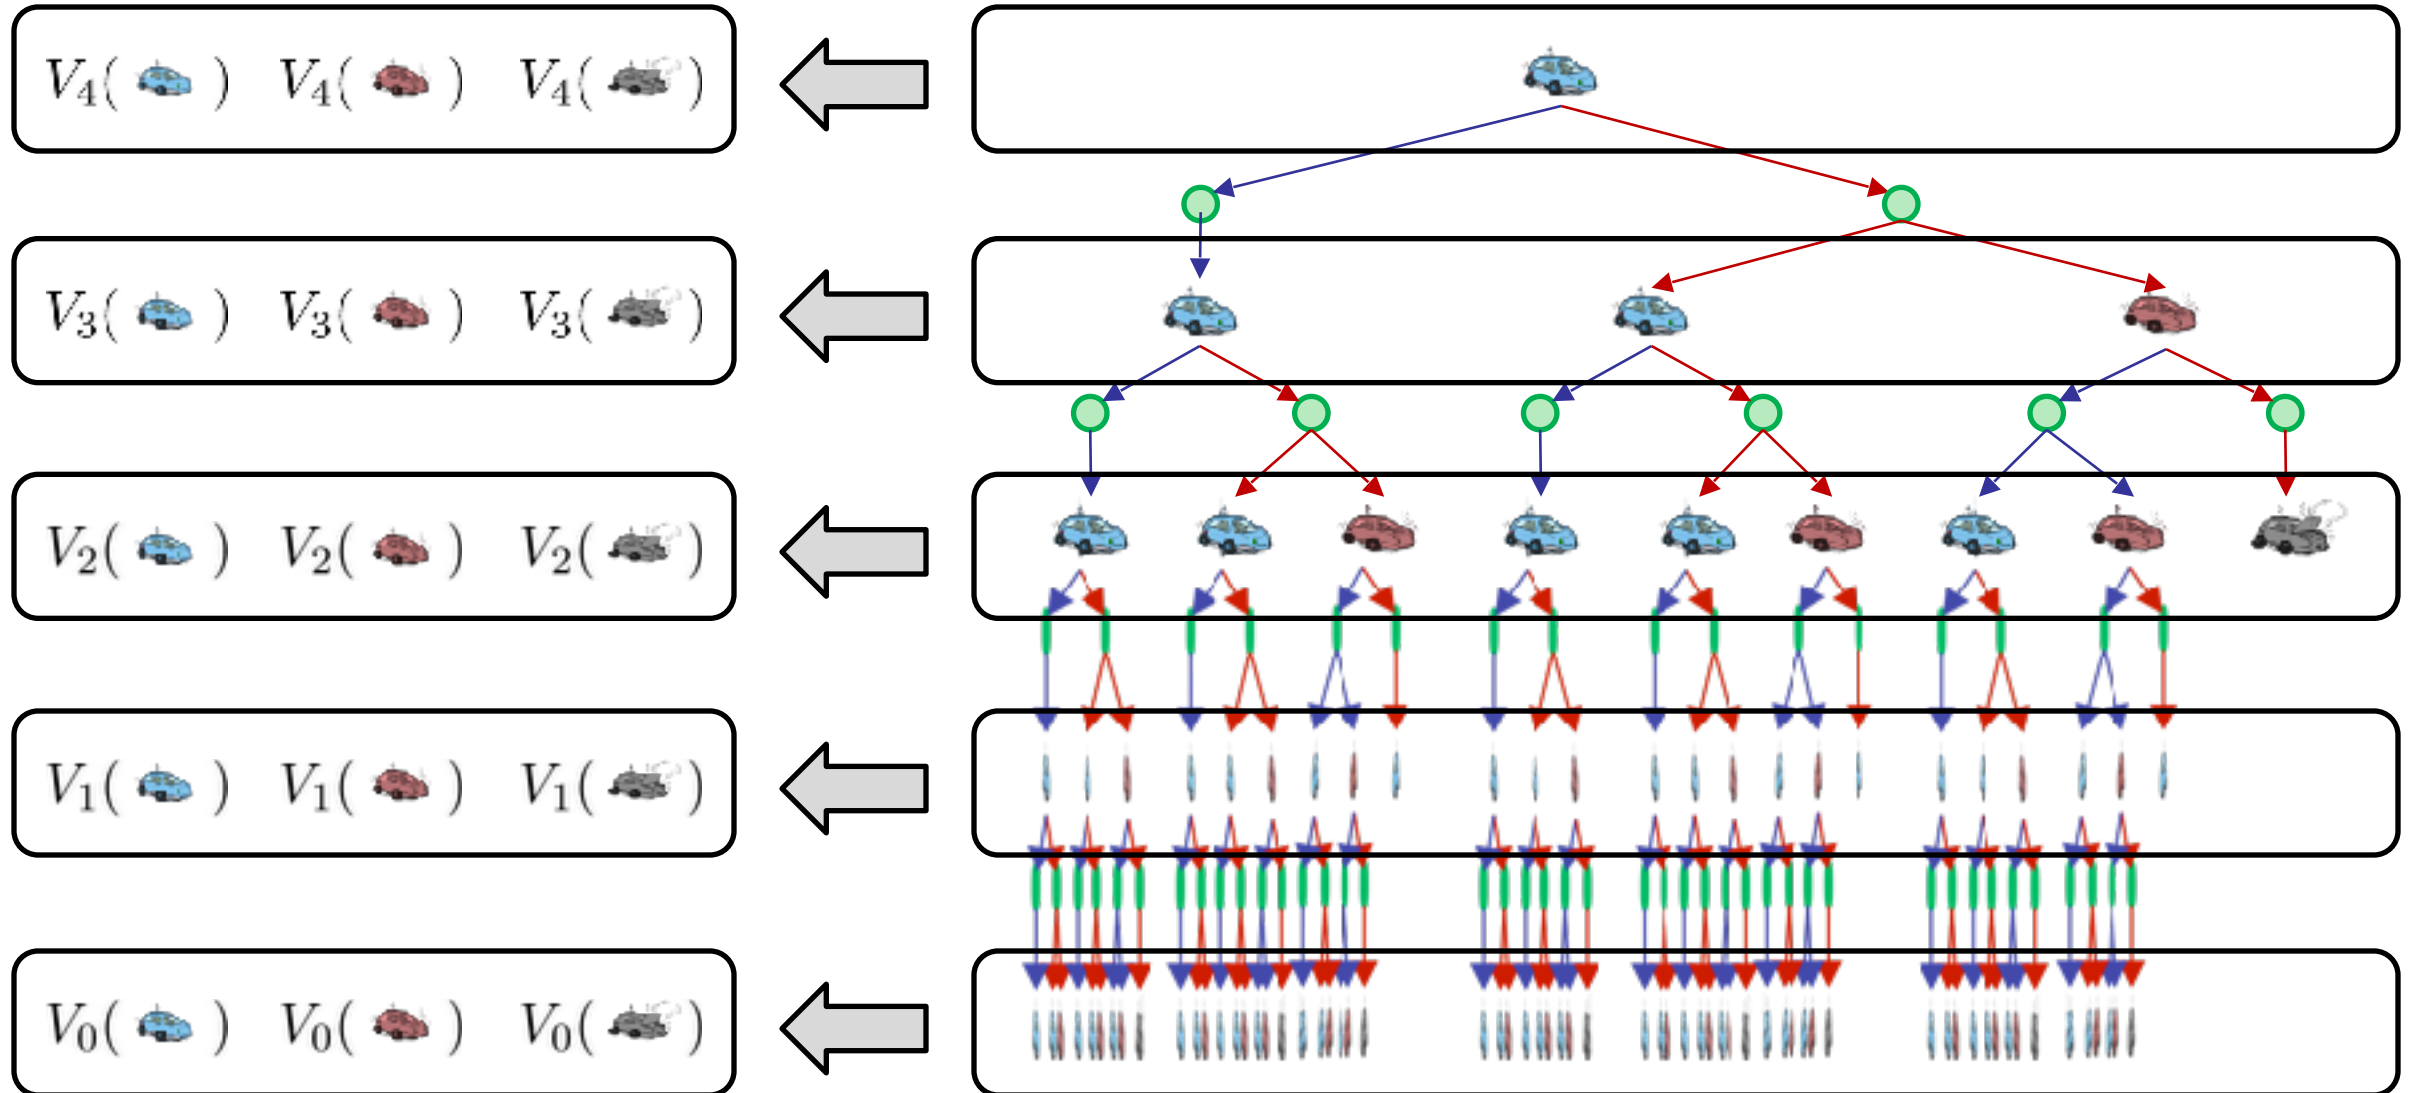 V₄( ) V₄( ) V₄( )
V₃( ) V₃( ) V₃( )
V₂( ) V₂( ) V₂( )
V₁( ) V₁( ) V₁( )
V₀( ) V₀( ) V₀( )